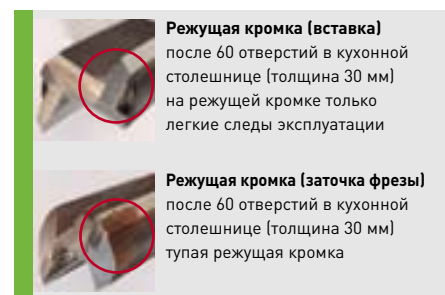 Режущая кромка (вставка)
после 60 отверстий в кухонной
столешнице (толщина 30 мм)
на режущей кромке только
легкие следы эксплуатации
Режущая кромка (заточка фрезы)
после 60 отверстий в кухонной
столешнице (толщина 30 мм)
тупая режущая кромка